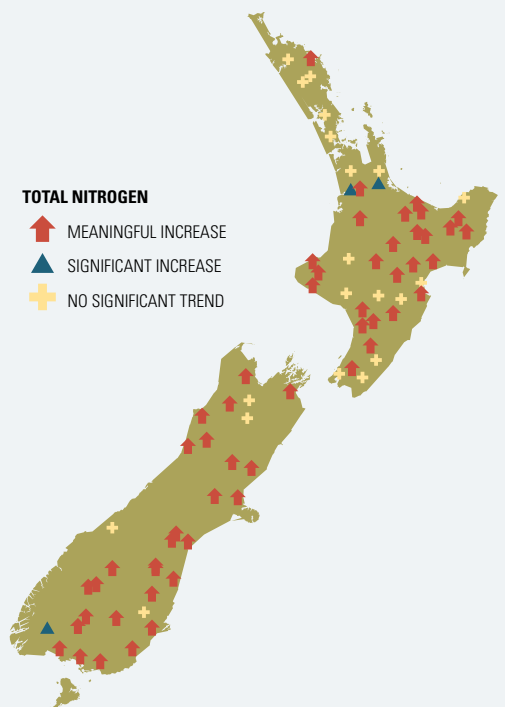 TOTAL NITROGEN
MEANINGFUL INCREASE
SIGNIFICANT INCREASE
NO SIGNIFICANT TREND